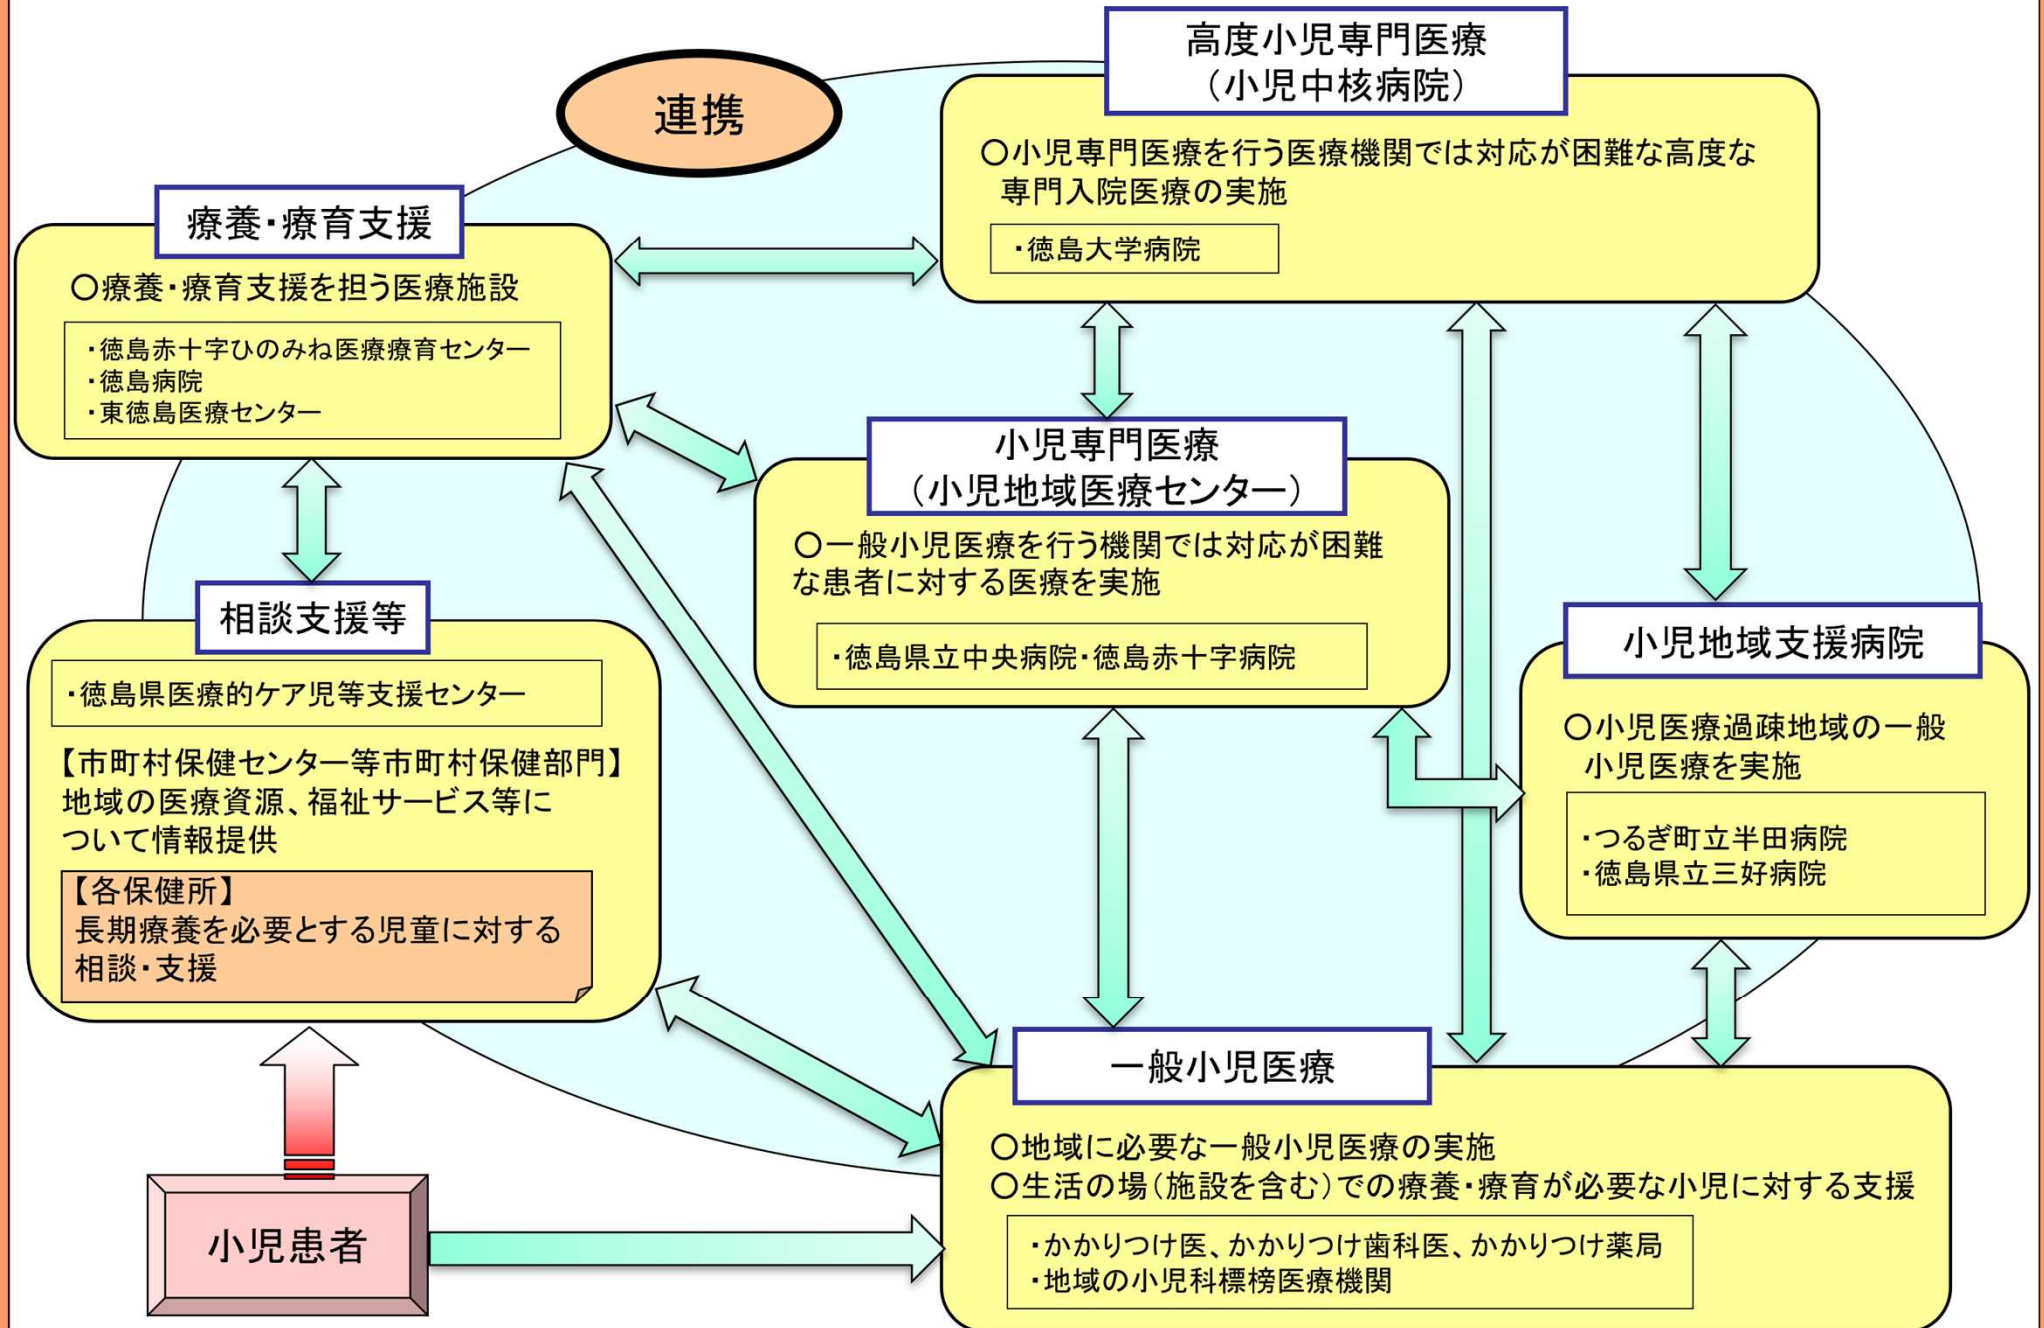 高度小児専門医療
（小児中核病院）
連携
〇小児専門医療を行う医療機関では対応が困難な高度な
専門入院医療の実施
・徳島大学病院
療養・療育支援
〇療養・療育支援を担う医療施設
・徳島赤十字ひのみね医療療育センター
・徳島病院
・東徳島医療センター
小児専門医療
（小児地域医療センター）
〇一般小児医療を行う機関では対応が困難
な患者に対する医療を実施
・徳島県立中央病院・徳島赤十字病院
相談支援等
・徳島県医療的ケア児等支援センター
【市町村保健センター等市町村保健部門】
地域の医療資源、福祉サービス等に
ついて情報提供
【各保健所】
長期療養を必要とする児童に対する
相談・支援
小児地域支援病院
〇小児医療過疎地域の一般
小児医療を実施
・つるぎ町立半田病院
・徳島県立三好病院
一般小児医療
〇地域に必要な一般小児医療の実施
〇生活の場（施設を含む）での療養・療育が必要な小児に対する支援
・かかりつけ医、かかりつけ歯科医、かかりつけ薬局
・地域の小児科標榜医療機関
小児患者